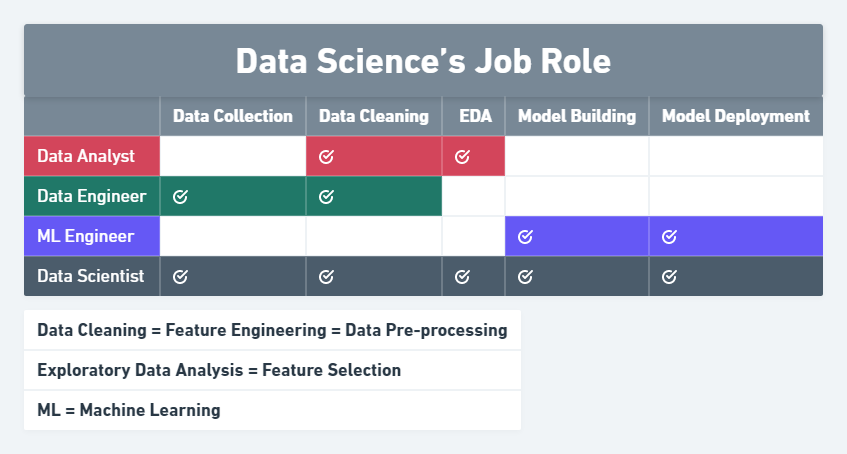 Data Science’s Job Role
Data Collection Data Cleaning EDA Model Building Model Deployment
Data Analyst
Data Engineer
ML Engineer
Data Scientist
Data Cleaning = Feature Engineering = Data Pre-processing
Exploratory Data Analysis = Feature Selection
ML = Machine Learning